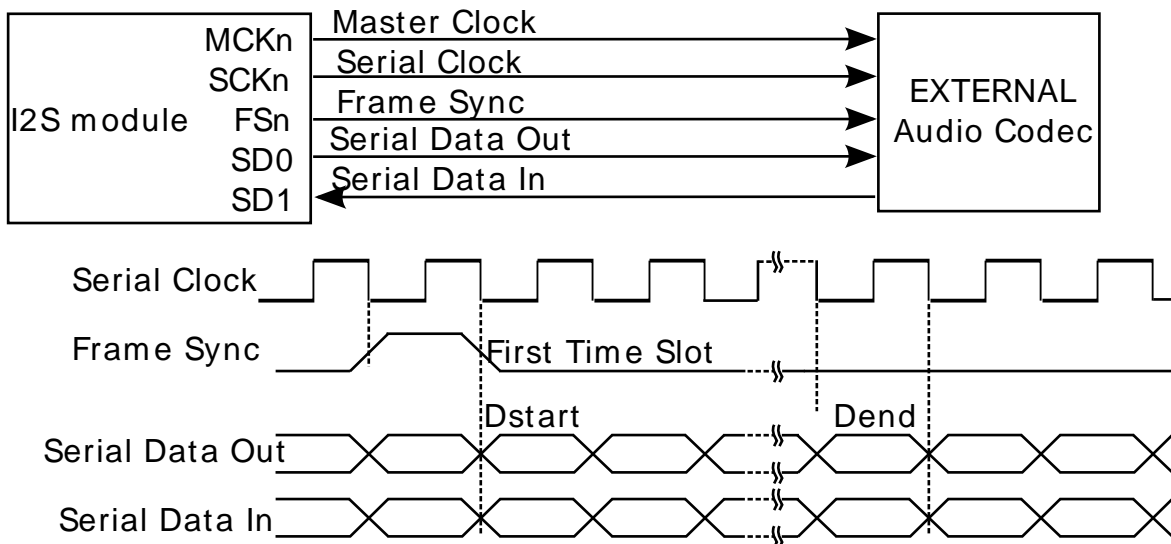 MCKn
SCKn
I2S module FSn
SD0
SD1
Master Clock
Serial Clock
Frame Sync
Serial Data Out
Serial Data In
EXTERNAL
Audio Codec
Serial Clock
Frame Sync
First Time Slot
Dstart
Dend
Serial Data Out
Serial Data In